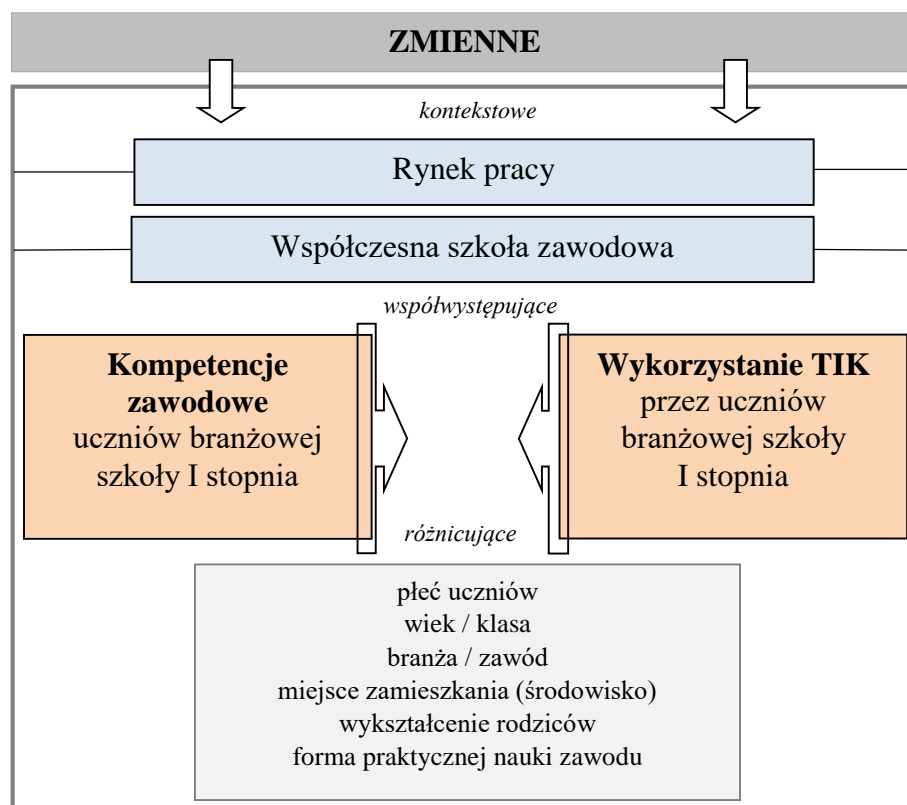 ZMIENNE
kontekstowe
Rynek pracy
Współczesna szkoła zawodowa
współwystępujące
Kompetencje
zawodowe
uczniów branżowej
szkoły I stopnia
Wykorzystanie TIK
przez uczniów
branżowej szkoły
I stopnia
różnicujące
płeć uczniów
wiek / klasa
branża / zawód
miejsce zamieszkania (środowisko)
wykształcenie rodziców
forma praktycznej nauki zawodu